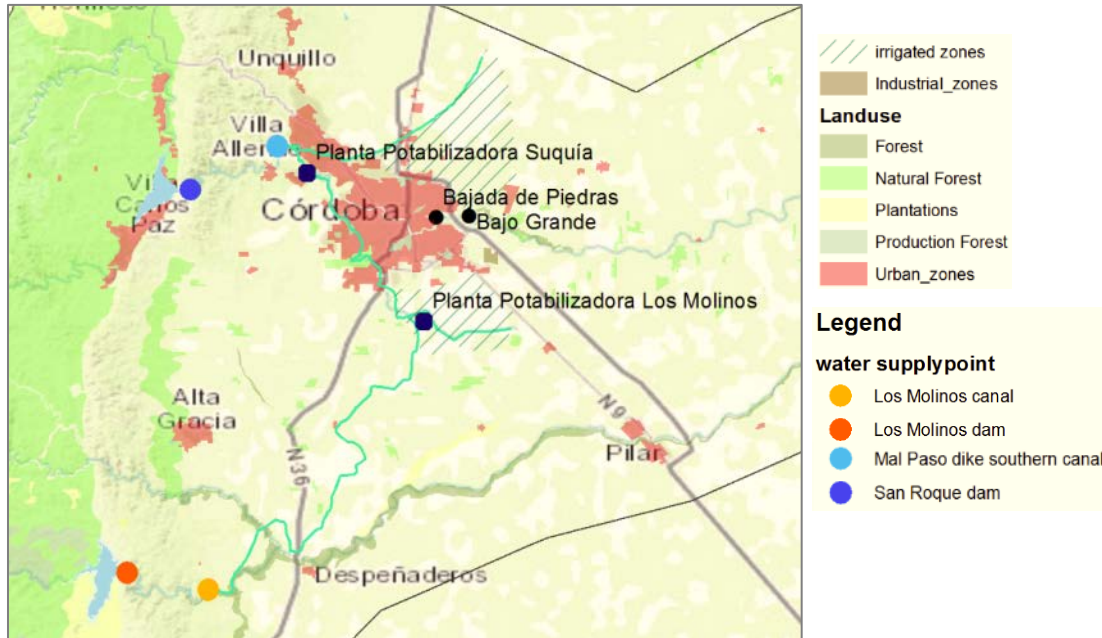 Unquillo
Villa
Allende
Planta Potabilizadora Suquía
Villa
Carlos
Paz
Córdoba
Bajada de Piedras
Bajo Grande
Planta Potabilizadora Los Molinos
Alta
Gracia
N36
N9
Pilar
Despeñaderos
irrigated zones
Industrial_zones
Landuse
Forest
Natural Forest
Plantations
Production Forest
Urban_zones
Legend
water supplypoint
Los Molinos canal
Los Molinos dam
Mal Paso dike southern canal
San Roque dam